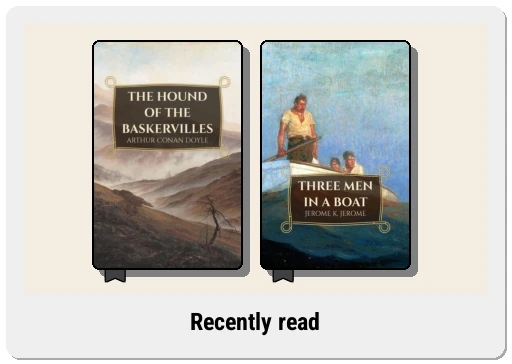 THE HOUND
OF THE
BASKERVILLES
ARTHUR CONAN DOYLE
THREE MEN
IN A BOAT
JEROME K. JEROME
Recently read